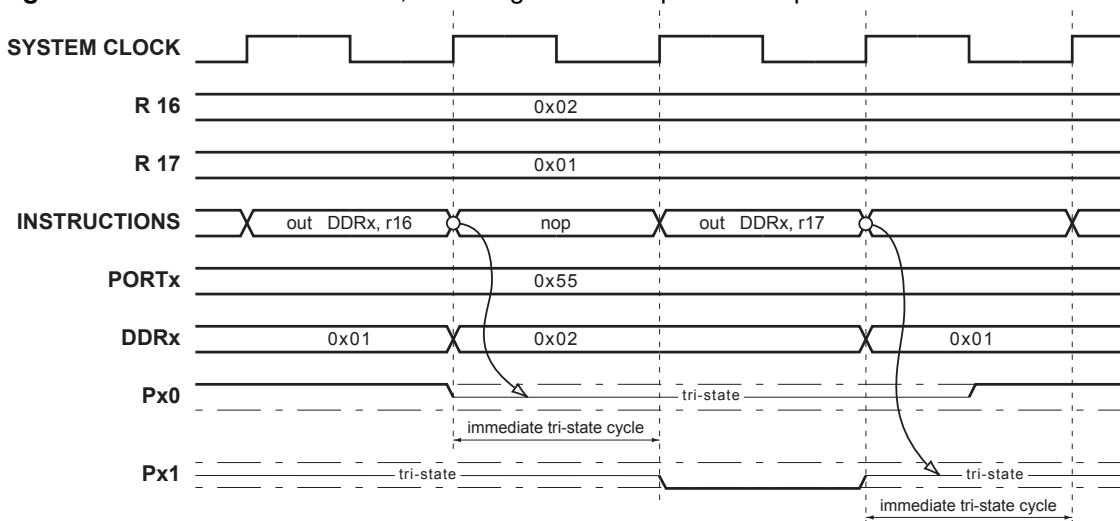 SYSTEM CLOCK
R 16
0x02
R 17
0x01
INSTRUCTIONS
out DDRx, r16
nop
out DDRx, r17
PORTx
0x55
DDRx
0x01
0x02
0x01
Px0
tri-state
immediate tri-state cycle
Px1
tri-state
tri-state
immediate tri-state cycle